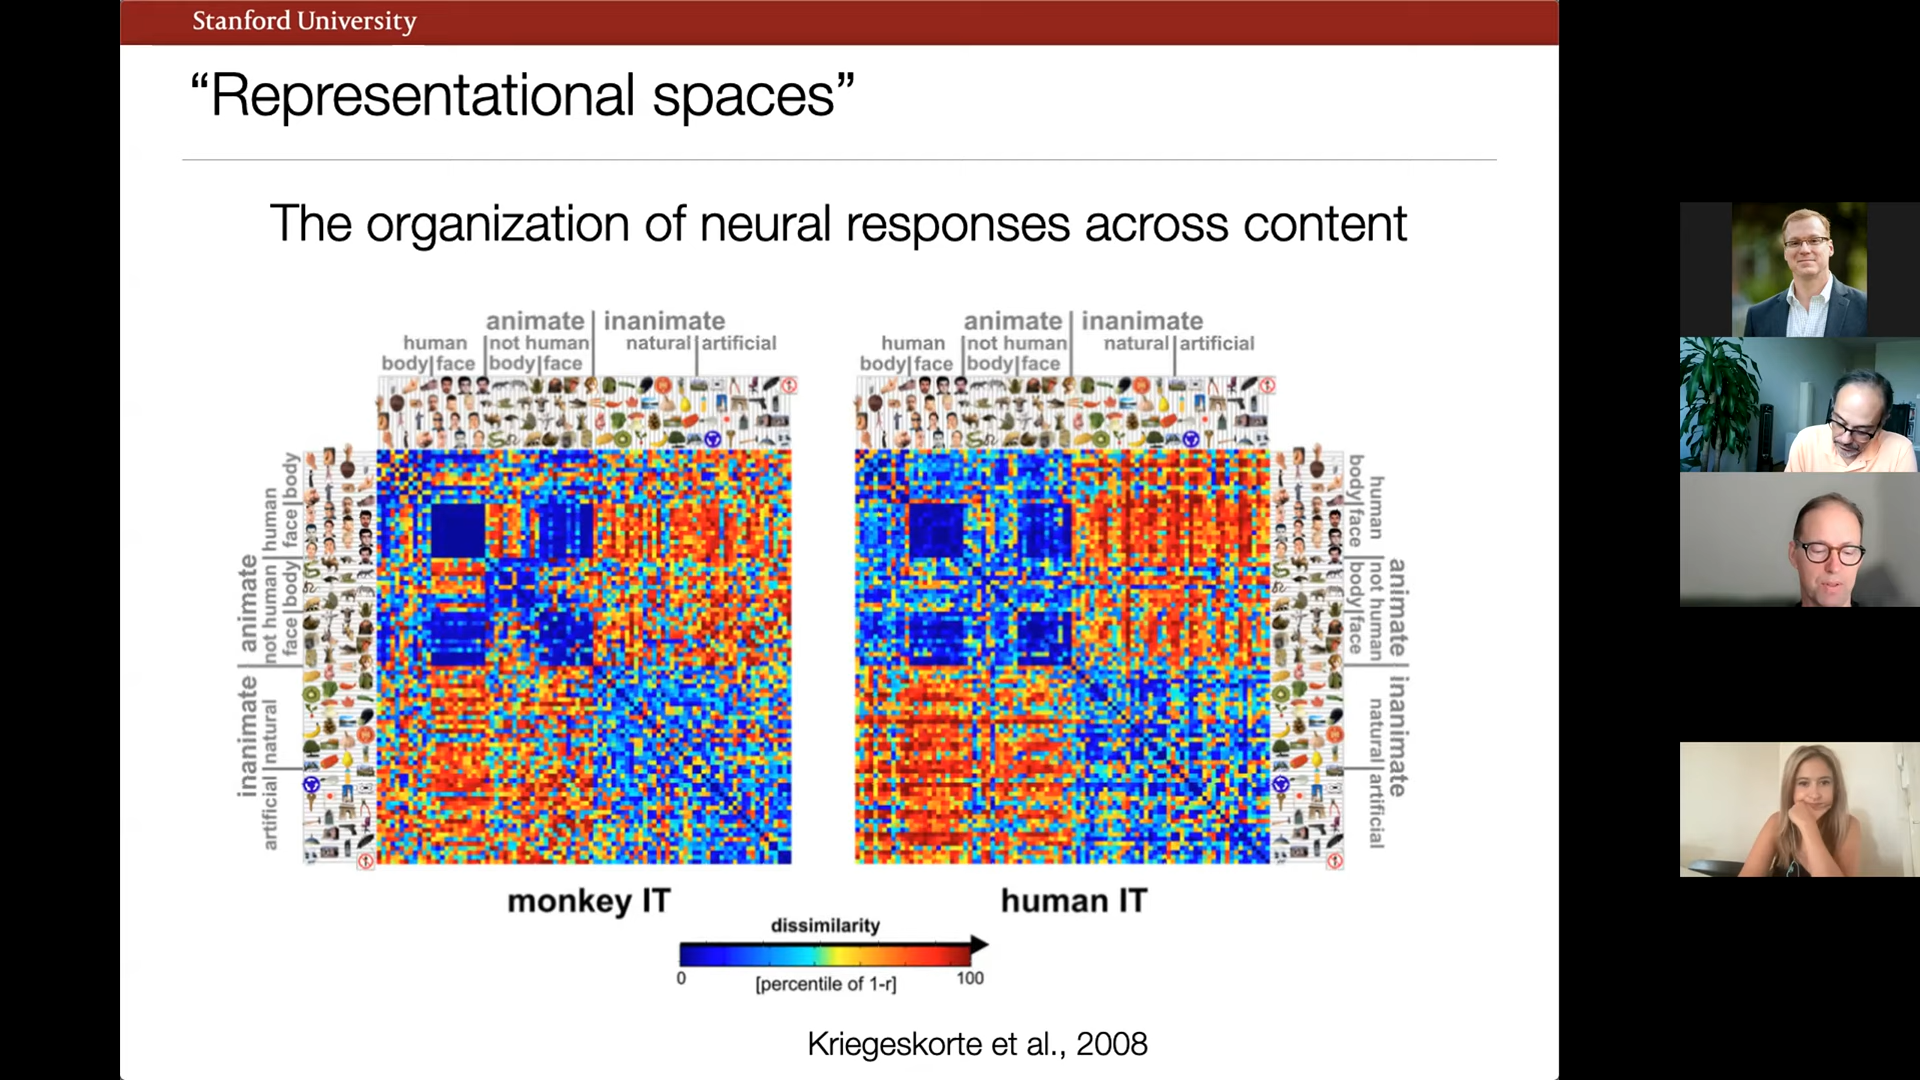 Stanford University
“Representational spaces”
The organization of neural responses across content
animate inanimate
human not human natural artificial
body face body face
animate inanimate
human not human natural artificial
body face body face
animate inanimate
human not human natural artificial
body face body face
human not human natural artificial
body face body face
animate inanimate
monkey IT
human IT
dissimilarity
0 100
[percentile of 1-r]
Kriegeskorte et al., 2008